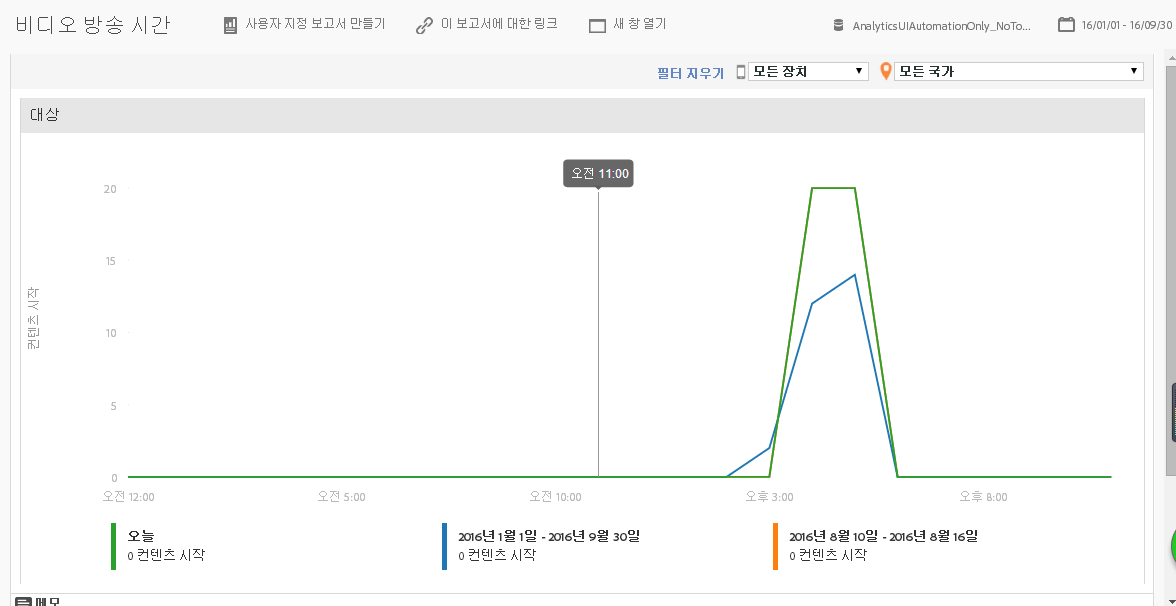 비디오 방송 시간
사용자 지정 보고서 만들기
이 보고서에 대한 링크
새 창 열기
AnalyticsUIAutomationOnly_NoTo...
16/01/01 - 16/09/30
필터 지우기
모든 장치
모든 국가
대상
오전 11:00
20
15
10
5
0
컨텐츠 시작
오전 12:00
오전 5:00
오전 10:00
오후 3:00
오후 8:00
오늘
0 컨텐츠 시작
2016년 1월 1일 - 2016년 9월 30일
0 컨텐츠 시작
2016년 8월 10일 - 2016년 8월 16일
0 컨텐츠 시작
메모